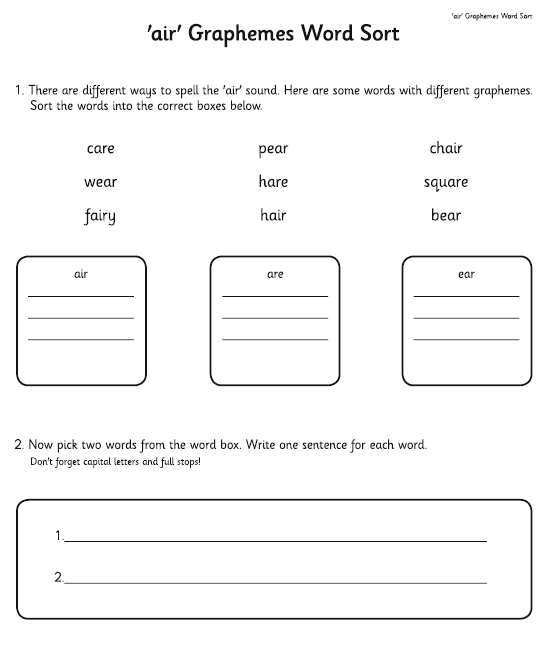 'air' Graphemes Word Sort
'air' Graphemes Word Sort
1. There are different ways to spell the 'air' sound. Here are some words with different graphemes.
Sort the words into the correct boxes below.
care pear chair
wear hare square
fairy hair bear
air are ear
2. Now pick two words from the word box. Write one sentence for each word.
Don't forget capital letters and full stops!
1.
2.